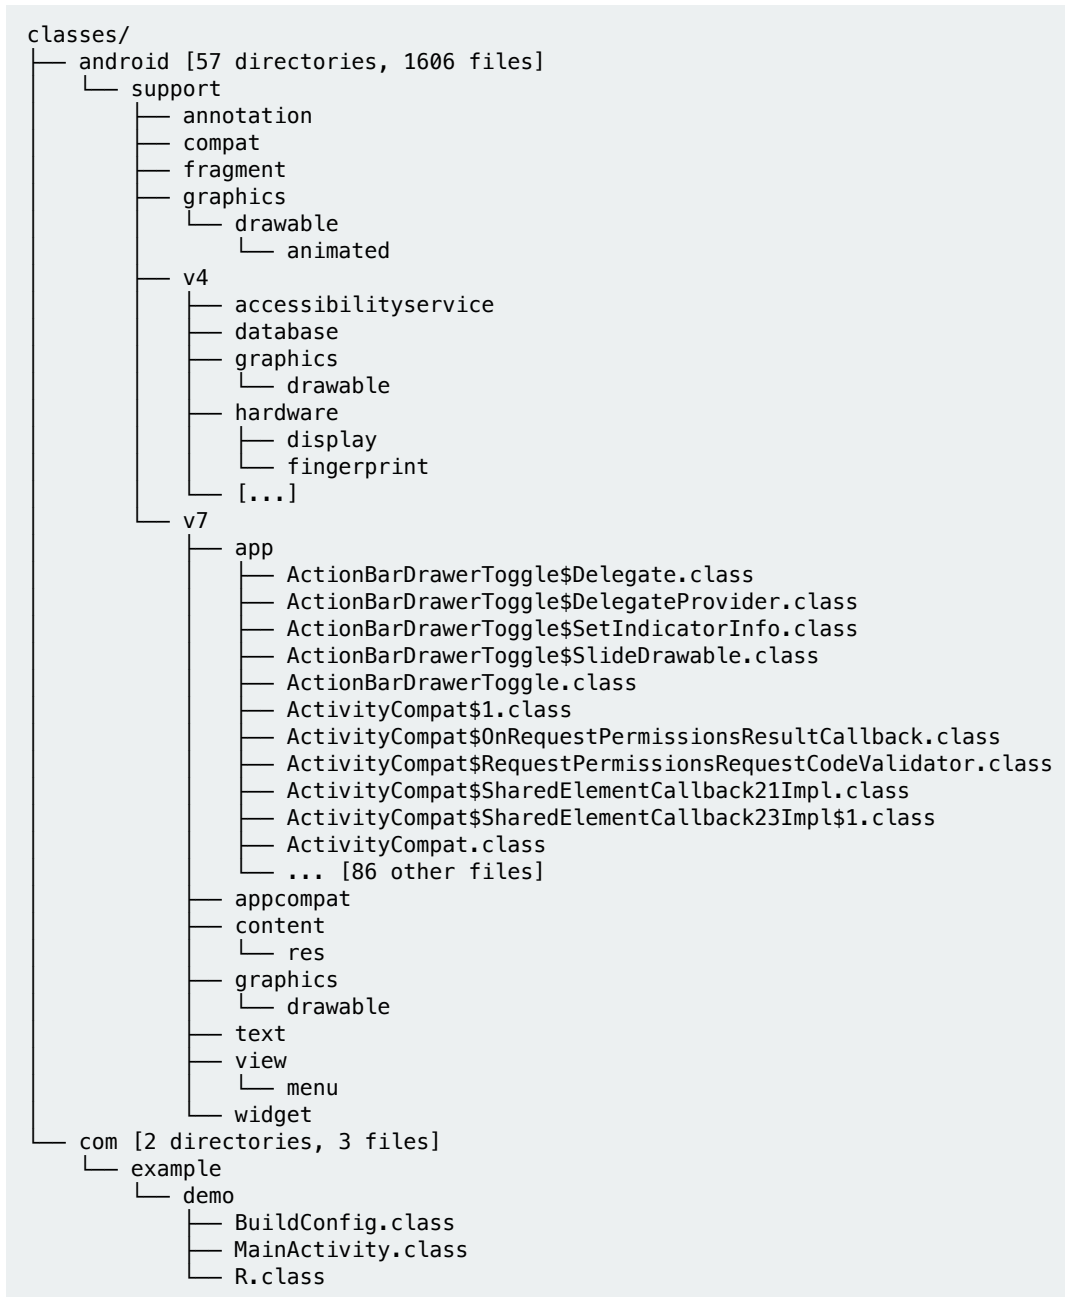 classes/
├── android [57 directories, 1606 files]
│   └── support
│       ├── annotation
│       ├── compat
│       ├── fragment
│       ├── graphics
│       │   └── drawable
│       │       └── animated
│       ├── v4
│       │   ├── accessibilityservice
│       │   ├── database
│       │   ├── graphics
│       │   │   └── drawable
│       │   ├── hardware
│       │   │   ├── display
│       │   │   └── fingerprint
│       │   └── [...]
│       └── v7
│           ├── app
│           │   ├── ActionBarDrawerToggle$Delegate.class
│           │   ├── ActionBarDrawerToggle$DelegateProvider.class
│           │   ├── ActionBarDrawerToggle$SetIndicatorInfo.class
│           │   ├── ActionBarDrawerToggle$SlideDrawable.class
│           │   ├── ActionBarDrawerToggle.class
│           │   ├── ActivityCompat$1.class
│           │   ├── ActivityCompat$OnRequestPermissionsResultCallback.class
│           │   ├── ActivityCompat$RequestPermissionsRequestCodeValidator.class
│           │   ├── ActivityCompat$SharedElementCallback21Impl.class
│           │   ├── ActivityCompat$SharedElementCallback23Impl$1.class
│           │   ├── ActivityCompat.class
│           │   └── ... [86 other files]
│           ├── appcompat
│           ├── content
│           │   └── res
│           ├── graphics
│           │   └── drawable
│           ├── text
│           ├── view
│           │   └── menu
│           └── widget
└── com [2 directories, 3 files]
    └── example
        └── demo
            ├── BuildConfig.class
            ├── MainActivity.class
            └── R.class